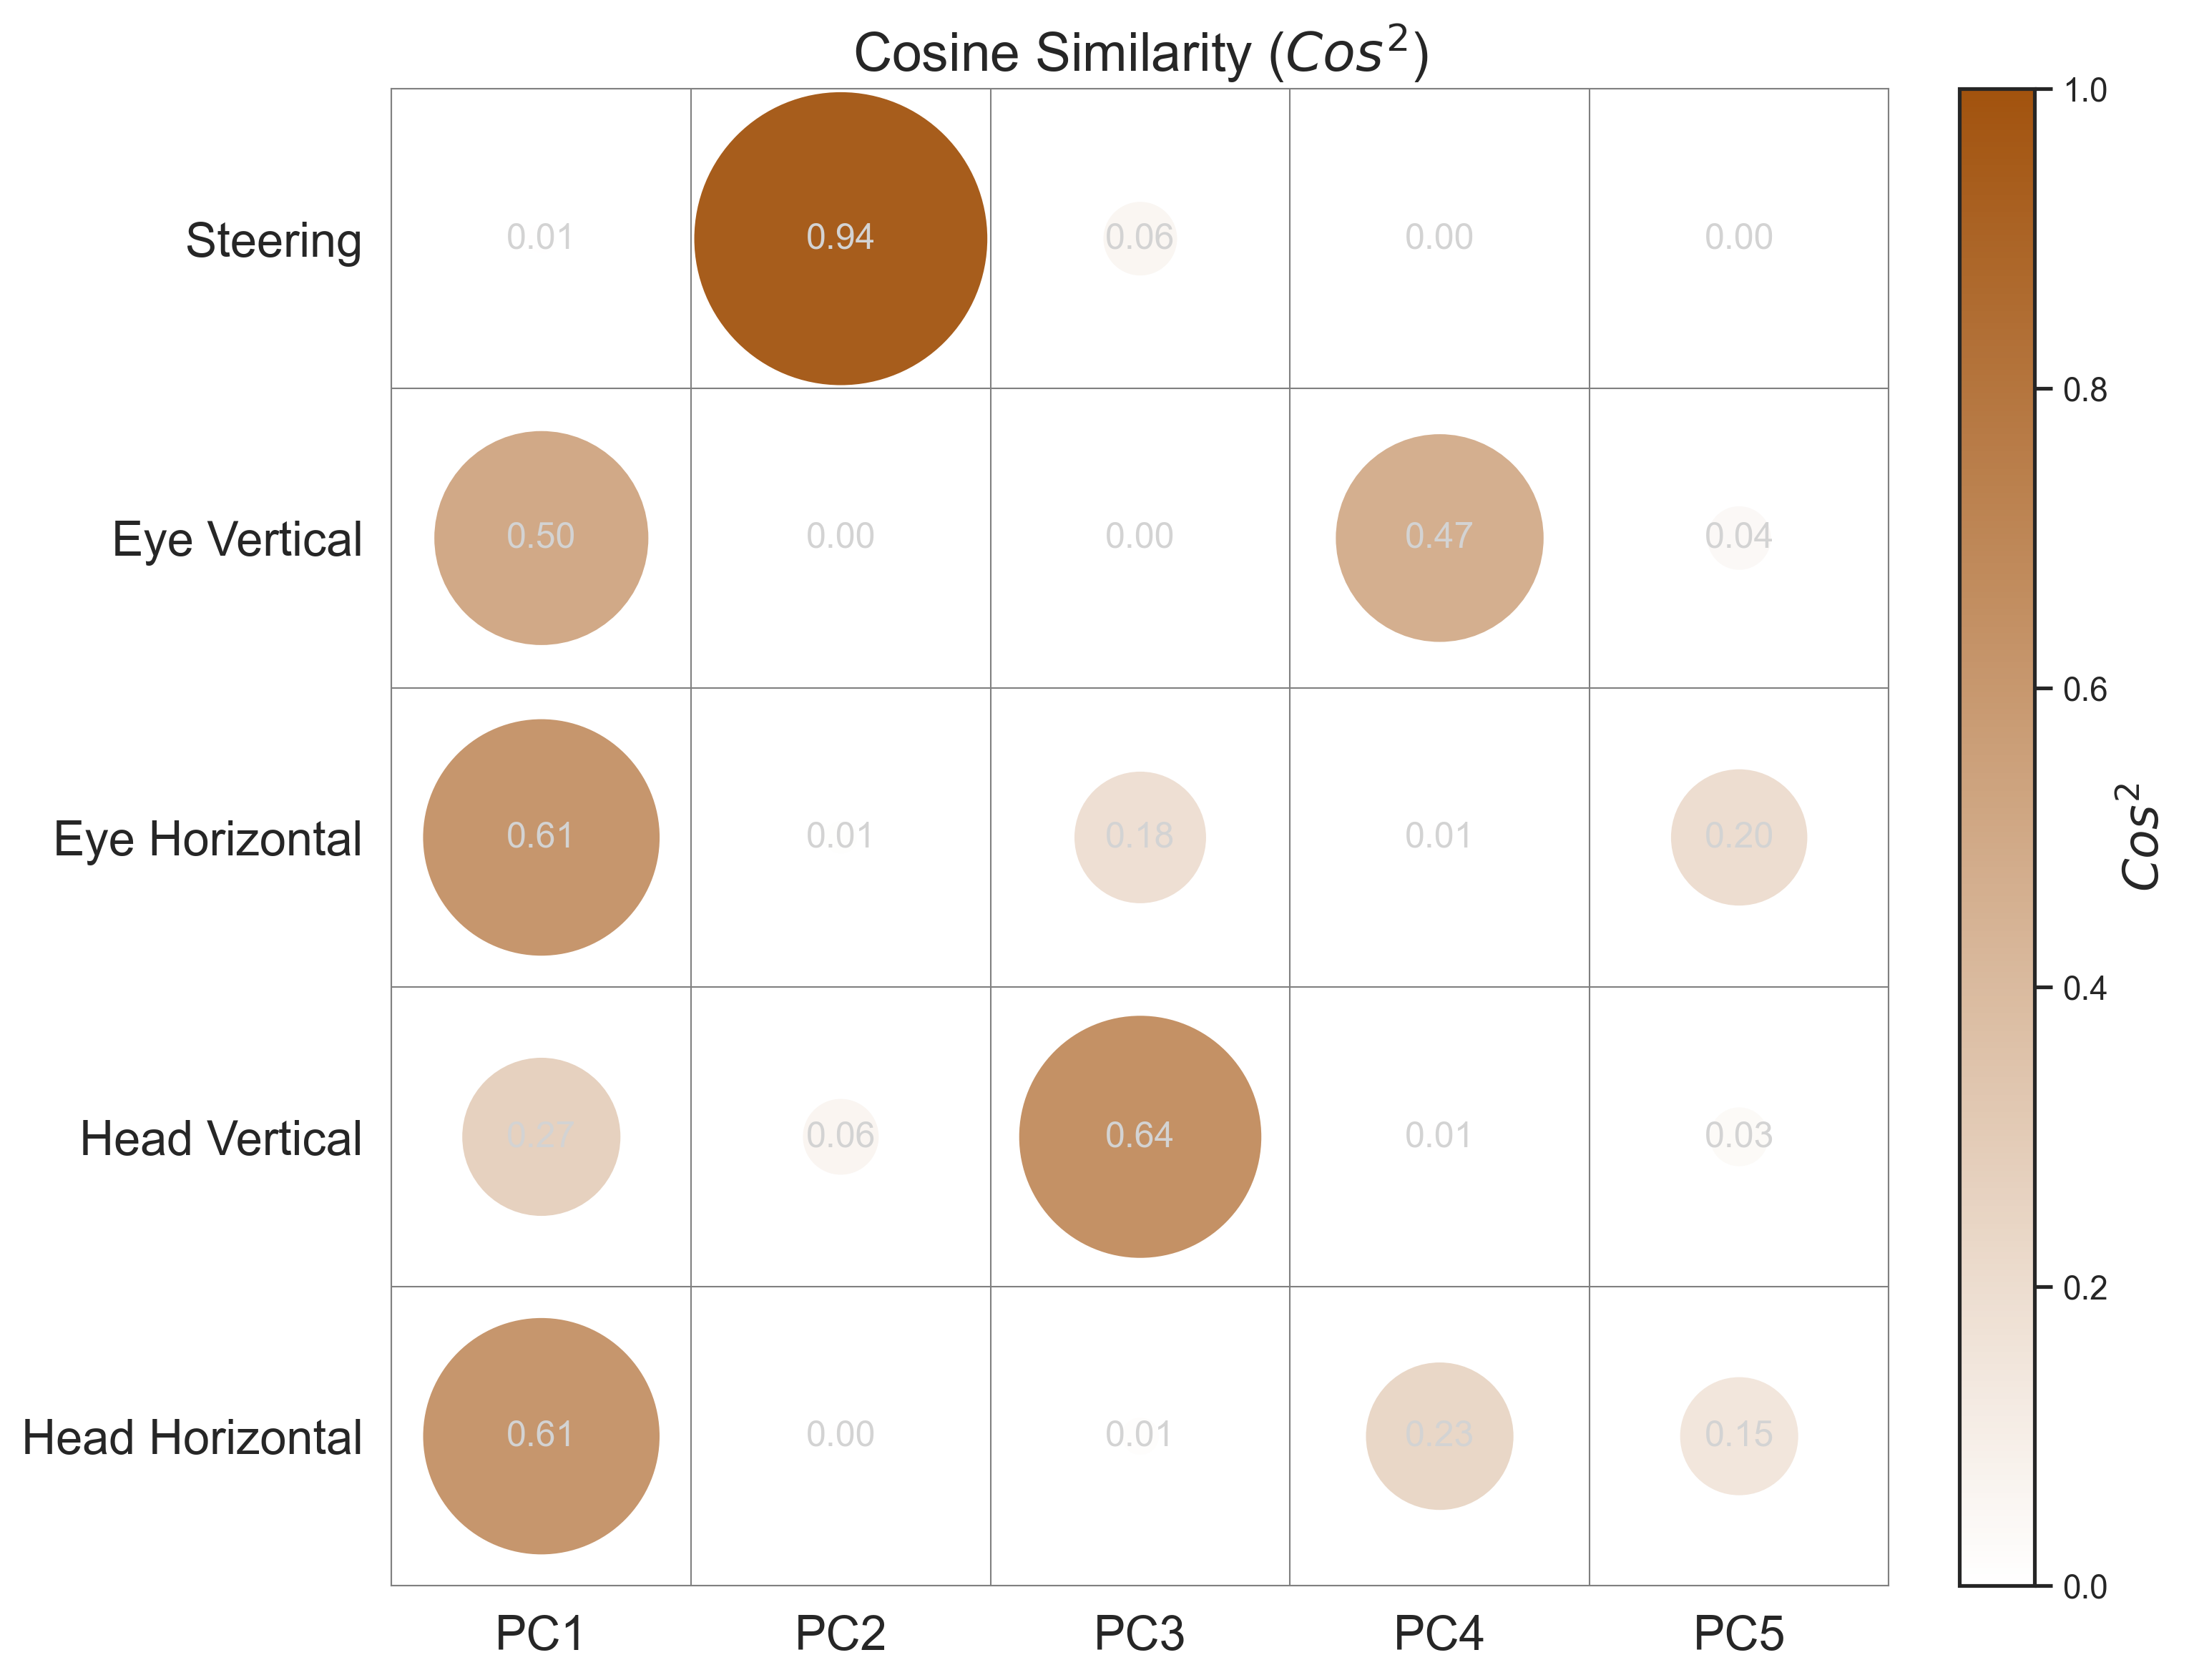 Cosine Similarity (Cos²)
Steering 0.01 0.94 0.06 0.00 0.00
Eye Vertical 0.50 0.00 0.00 0.47 0.04
Eye Horizontal 0.61 0.01 0.18 0.01 0.20
Head Vertical 0.27 0.06 0.64 0.01 0.03
Head Horizontal 0.61 0.00 0.01 0.23 0.15
PC1 PC2 PC3 PC4 PC5
1.0
0.8
0.6
0.4
0.2
0.0
Cos²